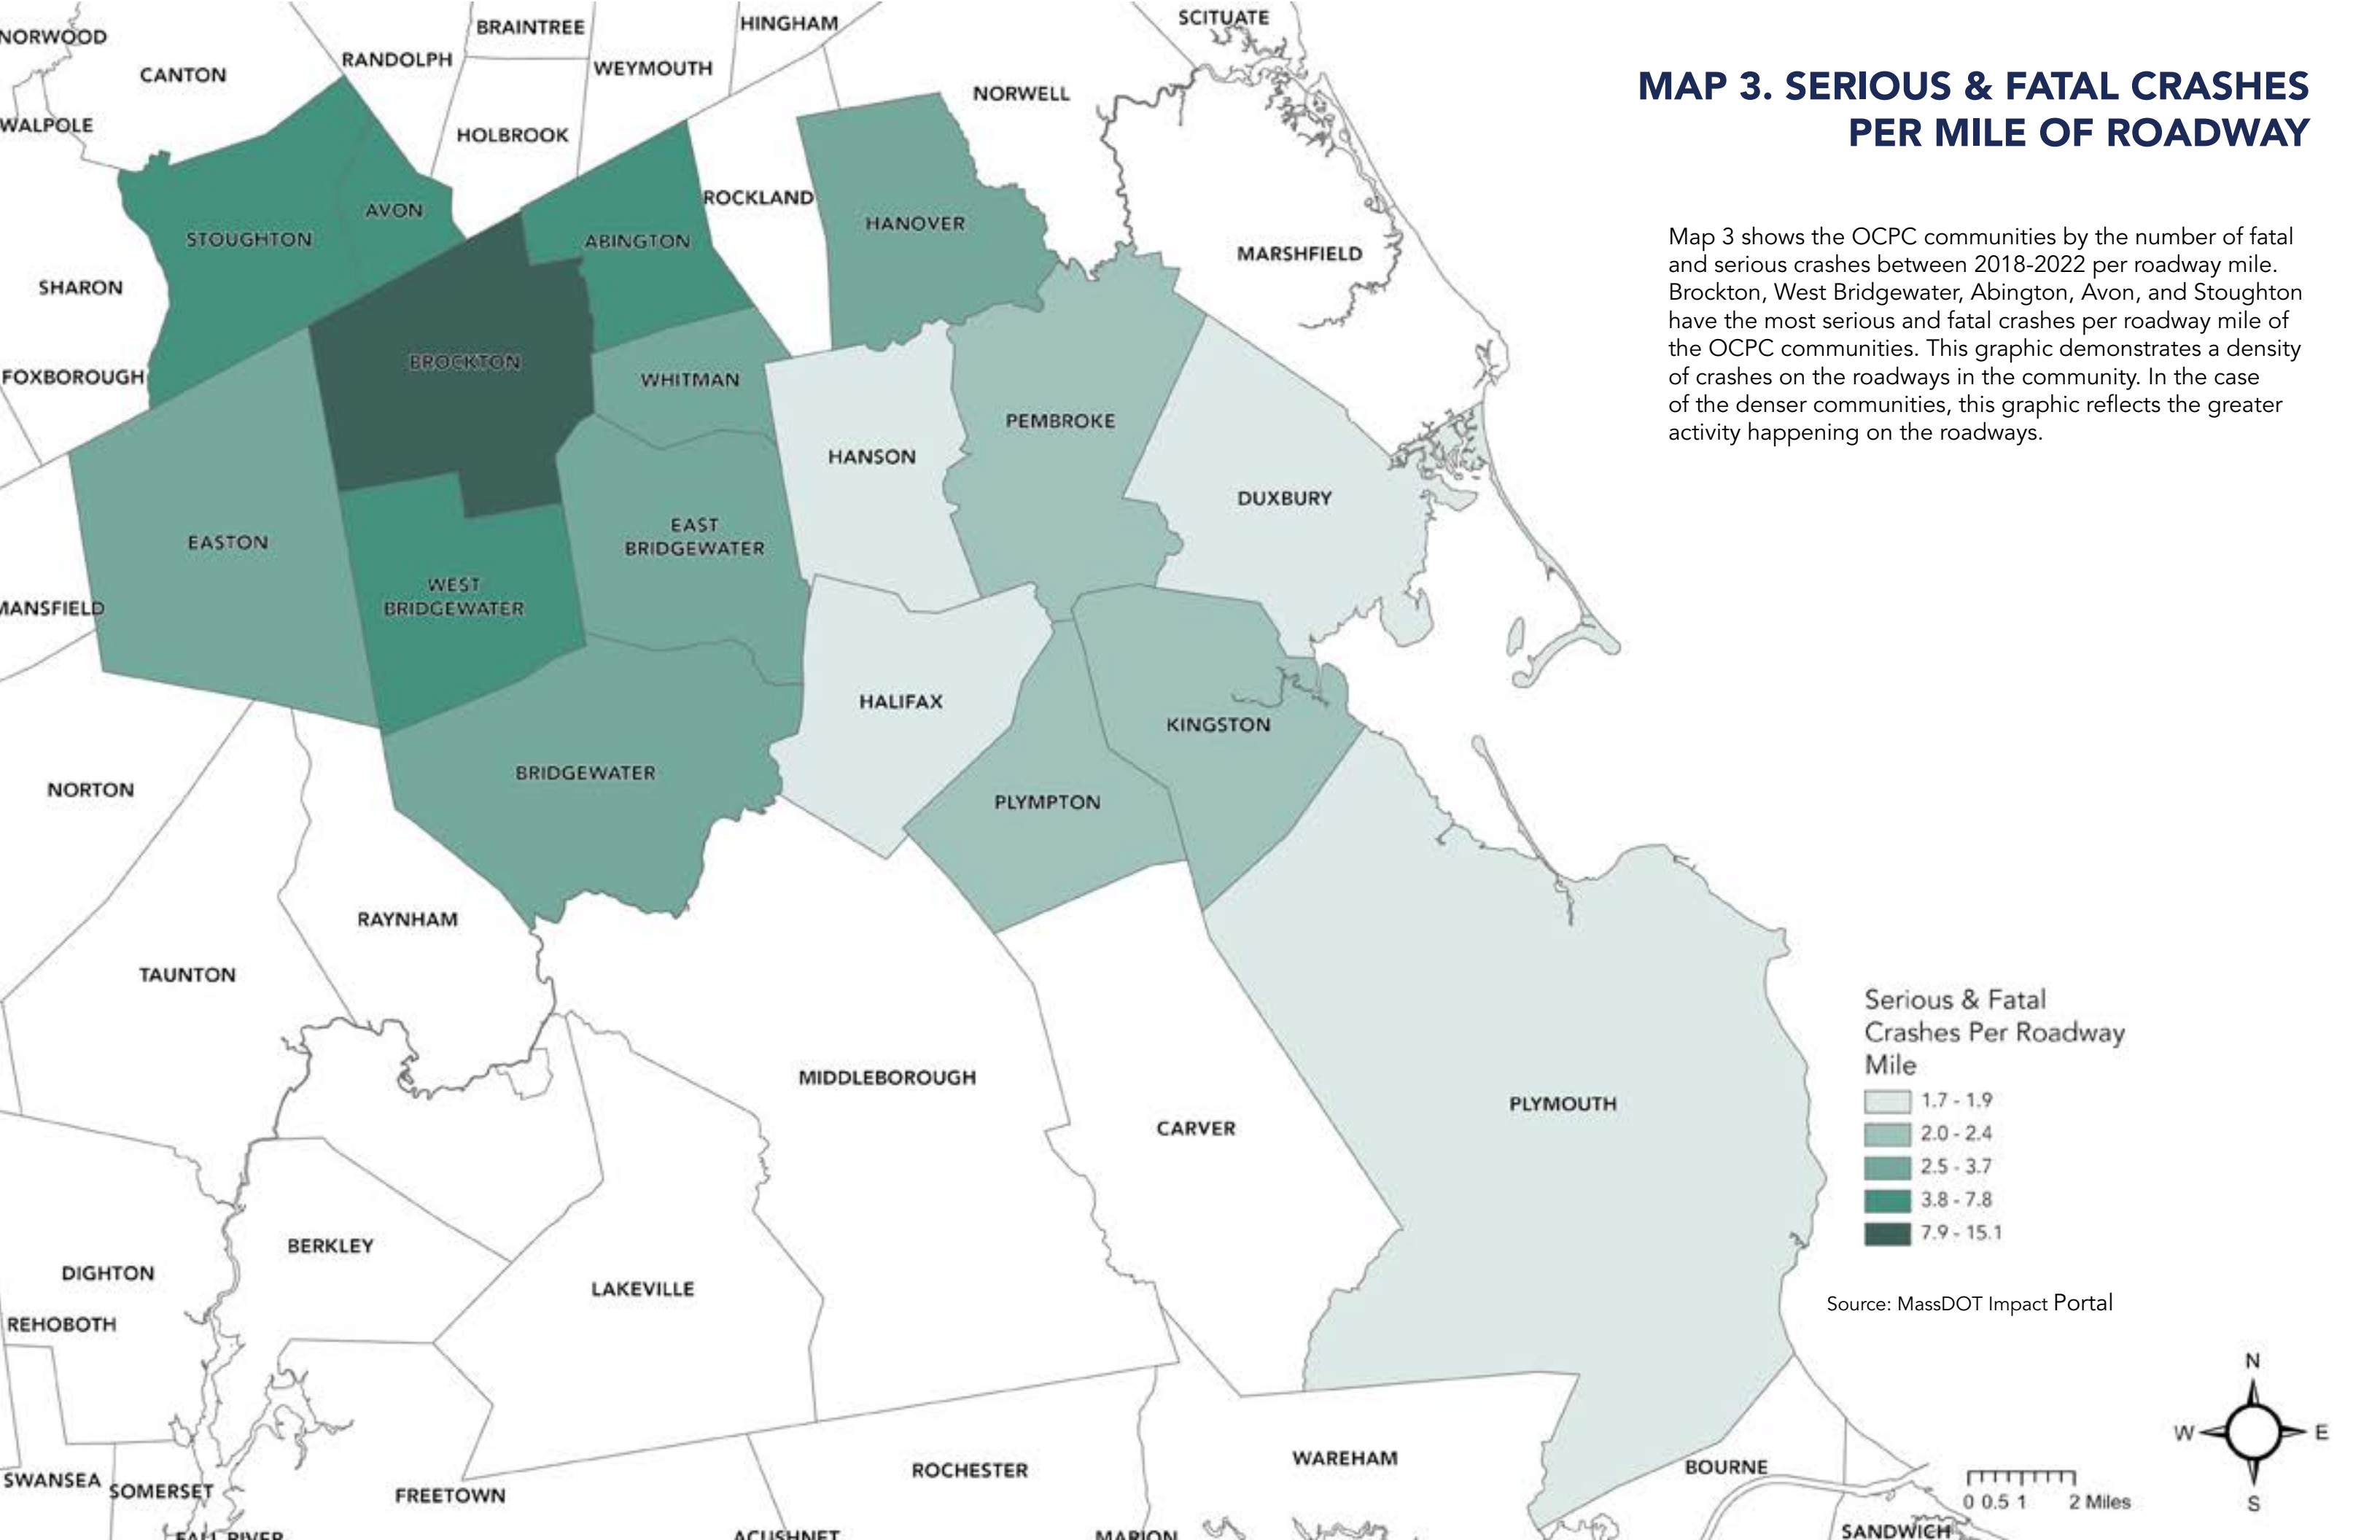 MAP 3. SERIOUS & FATAL CRASHES
PER MILE OF ROADWAY
Map 3 shows the OCPC communities by the number of fatal
and serious crashes between 2018-2022 per roadway mile.
Brockton, West Bridgewater, Abington, Avon, and Stoughton
have the most serious and fatal crashes per roadway mile of
the OCPC communities. This graphic demonstrates a density
of crashes on the roadways in the community. In the case
of the denser communities, this graphic reflects the greater
activity happening on the roadways.
NORWOOD
CANTON
RANDOLPH
BRAINTREE
WEYMOUTH
HINGHAM
SCITUATE
WALPOLE
HOLBROOK
NORWELL
ROCKLAND
STOUGHTON
AVON
ABINGTON
HANOVER
MARSHFIELD
SHARON
FOXBOROUGH
BROCKTON
WHITMAN
PEMBROKE
HANSON
DUXBURY
EASTON
EAST
BRIDGEWATER
WEST
BRIDGEWATER
MANSFIELD
HALIFAX
KINGSTON
BRIDGEWATER
PLYMPTON
NORTON
RAYNHAM
TAUNTON
MIDDLEBOROUGH
PLYMOUTH
CARVER
BERKLEY
DIGHTON
LAKEVILLE
REHOBOTH
WAREHAM
ROCHESTER
BOURNE
SWANSEA
SOMERSET
FREETOWN
FALL RIVER
ACUSHNET
MARION
SANDWICH
Serious & Fatal
Crashes Per Roadway
Mile
1.7 - 1.9
2.0 - 2.4
2.5 - 3.7
3.8 - 7.8
7.9 - 15.1
Source: MassDOT Impact Portal
N
W E
S
0 0.5 1 2 Miles